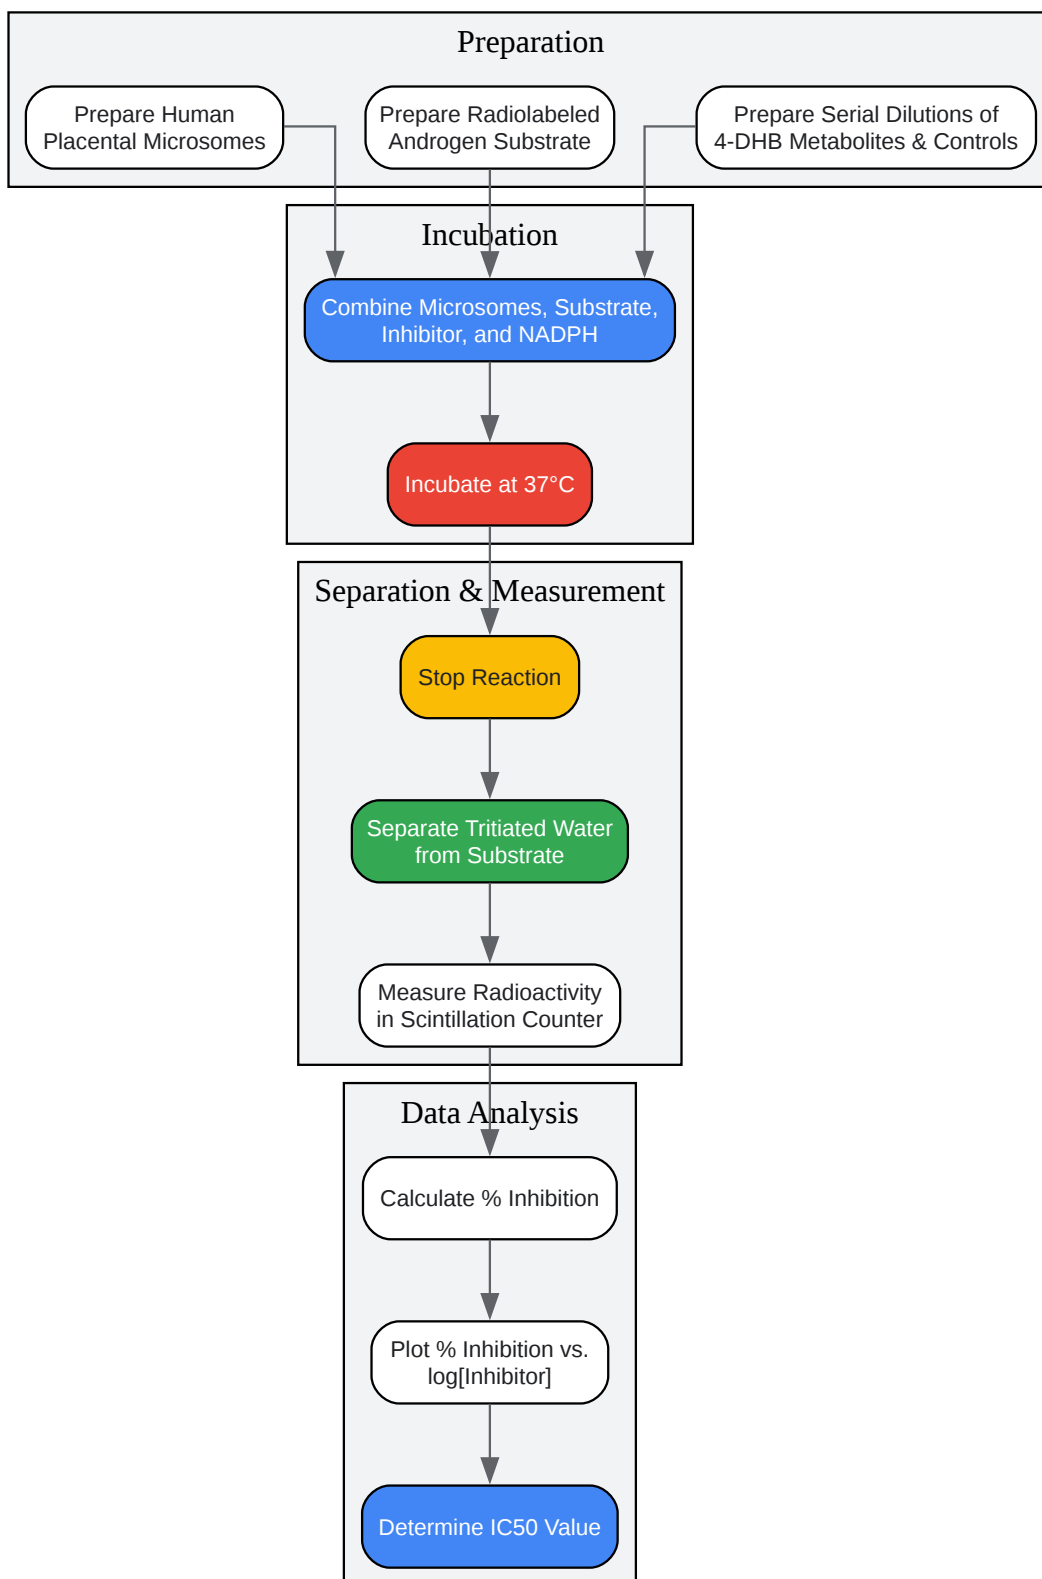 Preparation
Prepare Human
Placental Microsomes
Prepare Radiolabeled
Androgen Substrate
Prepare Serial Dilutions of
4-DHB Metabolites & Controls
Incubation
Combine Microsomes, Substrate,
Inhibitor, and NADPH
Incubate at 37°C
Separation & Measurement
Stop Reaction
Separate Tritiated Water
from Substrate
Measure Radioactivity
in Scintillation Counter
Data Analysis
Calculate % Inhibition
Plot % Inhibition vs.
log[Inhibitor]
Determine IC50 Value